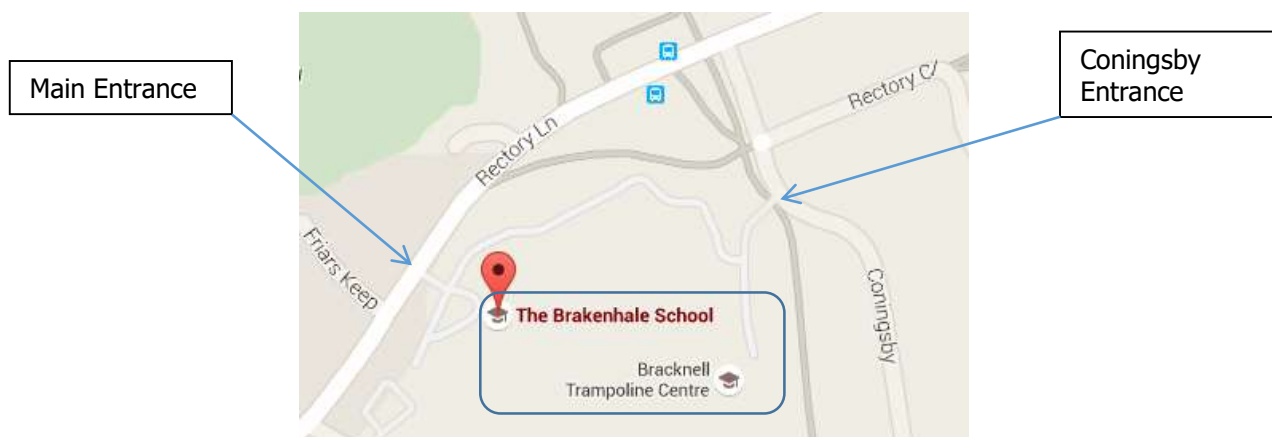 Main Entrance
Coningsby
Entrance
Rectory Ln
Rectory
Friars Keep
The Brakenhale School
Coningsby
Bracknell
Trampoline Centre